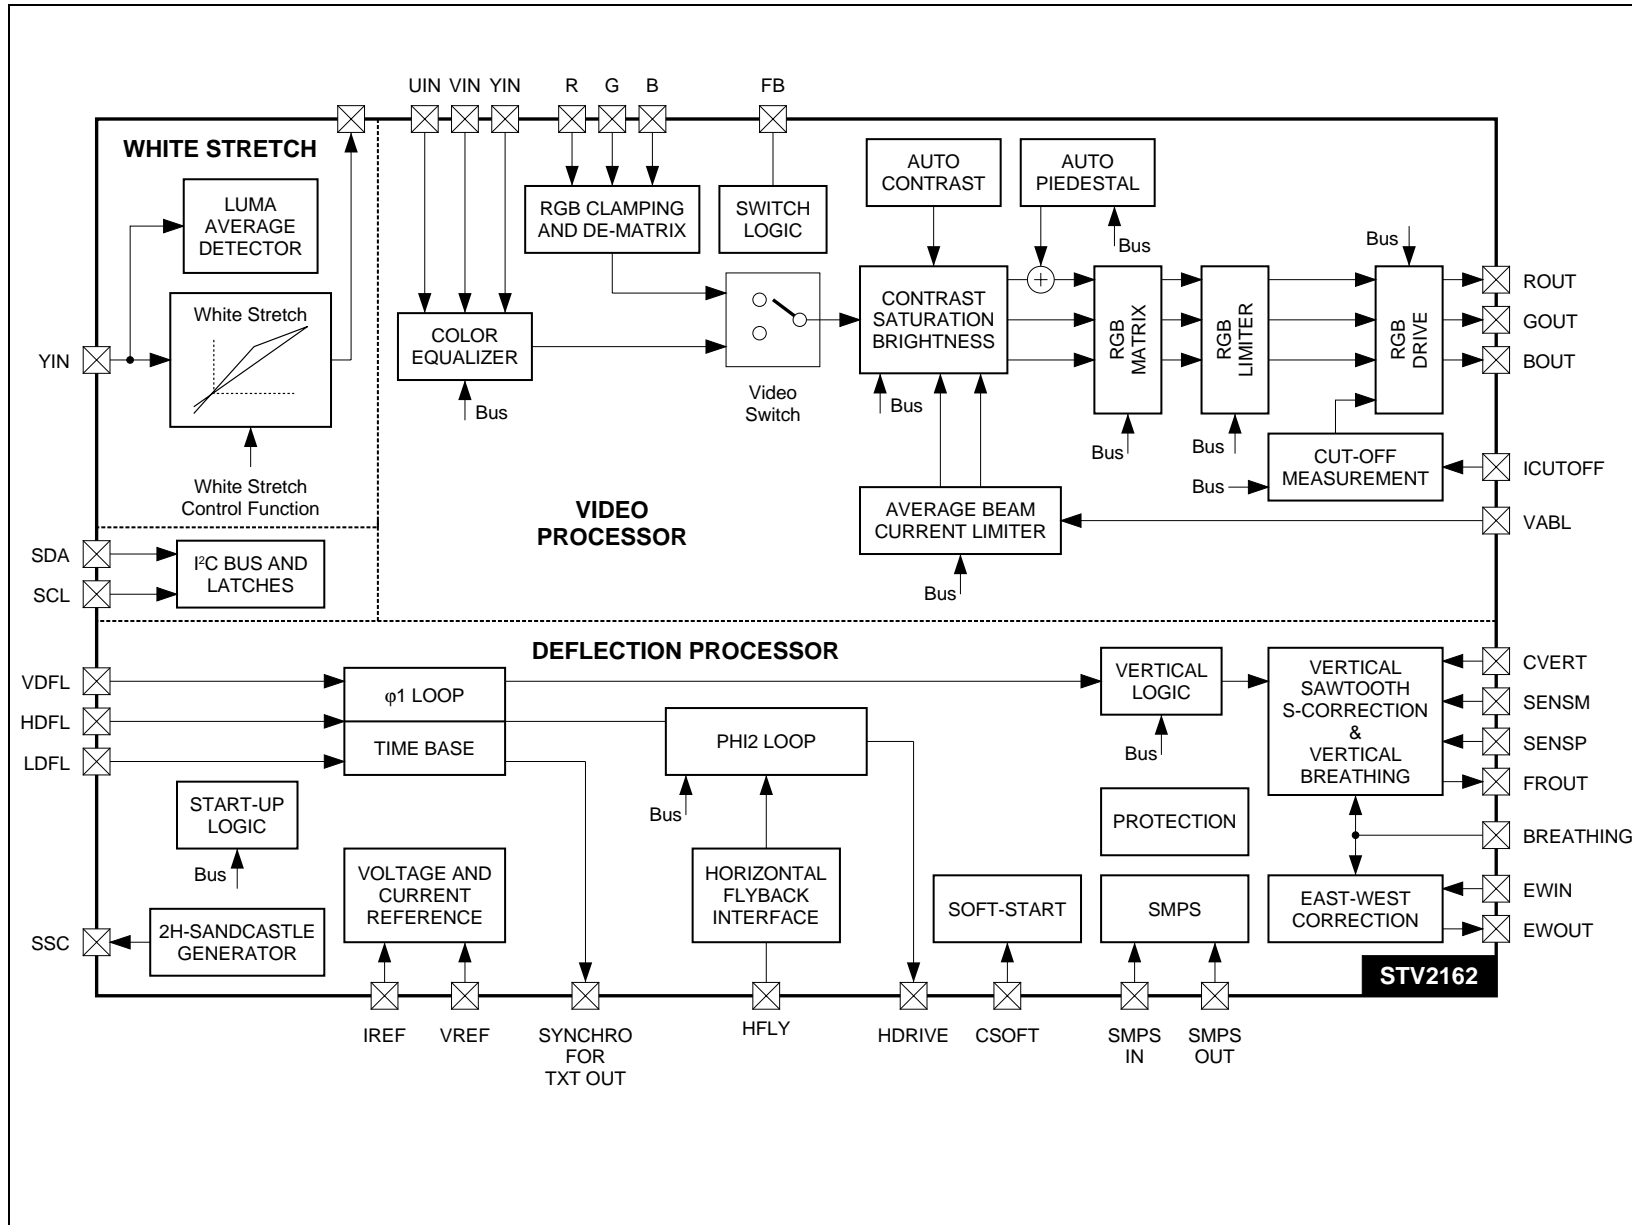 UIN VIN YIN R G B FB
WHITE STRETCH
LUMA
AVERAGE
DETECTOR
White Stretch
YIN
White Stretch
Control Function
SDA
SCL
I²C BUS AND
LATCHES
RGB CLAMPING
AND DE-MATRIX
SWITCH
LOGIC
COLOR
EQUALIZER
Bus
Video
Switch
AUTO
CONTRAST
AUTO
PIEDESTAL
Bus
CONTRAST
SATURATION
BRIGHTNESS
Bus
RGB
MATRIX
Bus
RGB
LIMITER
Bus
Bus
RGB
DRIVE
ROUT
GOUT
BOUT
CUT-OFF
MEASUREMENT
Bus
ICUTOFF
VIDEO
PROCESSOR
AVERAGE BEAM
CURRENT LIMITER
Bus
VABL
DEFLECTION PROCESSOR
VDFL
HDFL
LDFL
φ1 LOOP
TIME BASE
PHI2 LOOP
Bus
VERTICAL
LOGIC
Bus
VERTICAL
SAWTOOTH
S-CORRECTION
&
VERTICAL
BREATHING
CVERT
SENSM
SENSP
FROUT
BREATHING
START-UP
LOGIC
Bus
PROTECTION
VOLTAGE AND
CURRENT
REFERENCE
HORIZONTAL
FLYBACK
INTERFACE
SOFT-START
SMPS
EAST-WEST
CORRECTION
EWIN
EWOUT
SSC
2H-SANDCASTLE
GENERATOR
STV2162
IREF
VREF
SYNCHRO
FOR
TXT OUT
HFLY
HDRIVE
CSOFT
SMPS
IN
SMPS
OUT